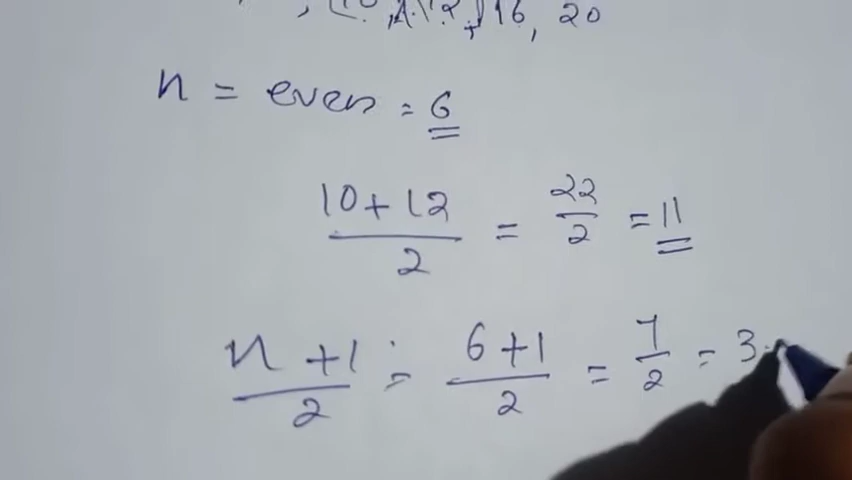 16, 20
n = even = 6
10+12 / 2 = 22/2 = 11
n+1 / 2 = 6+1 / 2 = 7/2 = 3.